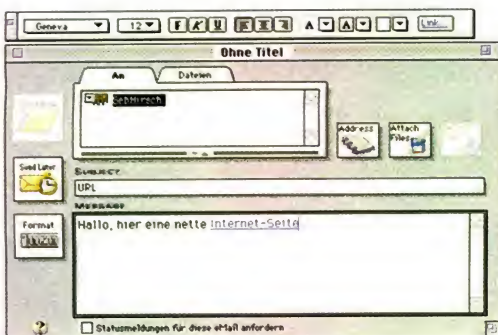 Geneva 12 F K U A A Link...
Ohne Titel
An Dateien
SebHirsch
Address Attach Files
Send Later
SUBJECT
URL
Format
MESSAGE
Hallo, hier eine nette Internet-Seite
Statusmeldungen für diese eMail anfordern